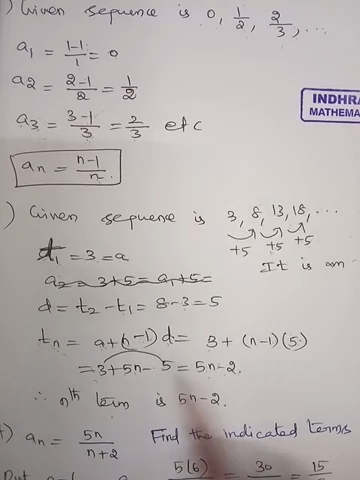 ) Given sequence is 0, 1/2, 2/3, ...
a1 = 1-1/1 = 0
a2 = 2-1/2 = 1/2
a3 = 3-1/3 = 2/3 etc
INDHRA
MATHEMA
an = n-1/n.
) Given sequence is 3, 8, 13, 18, ...
+5 +5 +5
t1 = 3 = a
It is an
a2 = 3+5 = a1+5=
d = t2 - t1 = 8-3 = 5
tn = a+(n-1)d = 3 + (n-1)(5)
= 3+5n-5 = 5n-2.
∴ nth term is 5n-2.
) an = 5n/n+2 Find the indicated terms
5(6) = 30 = 15